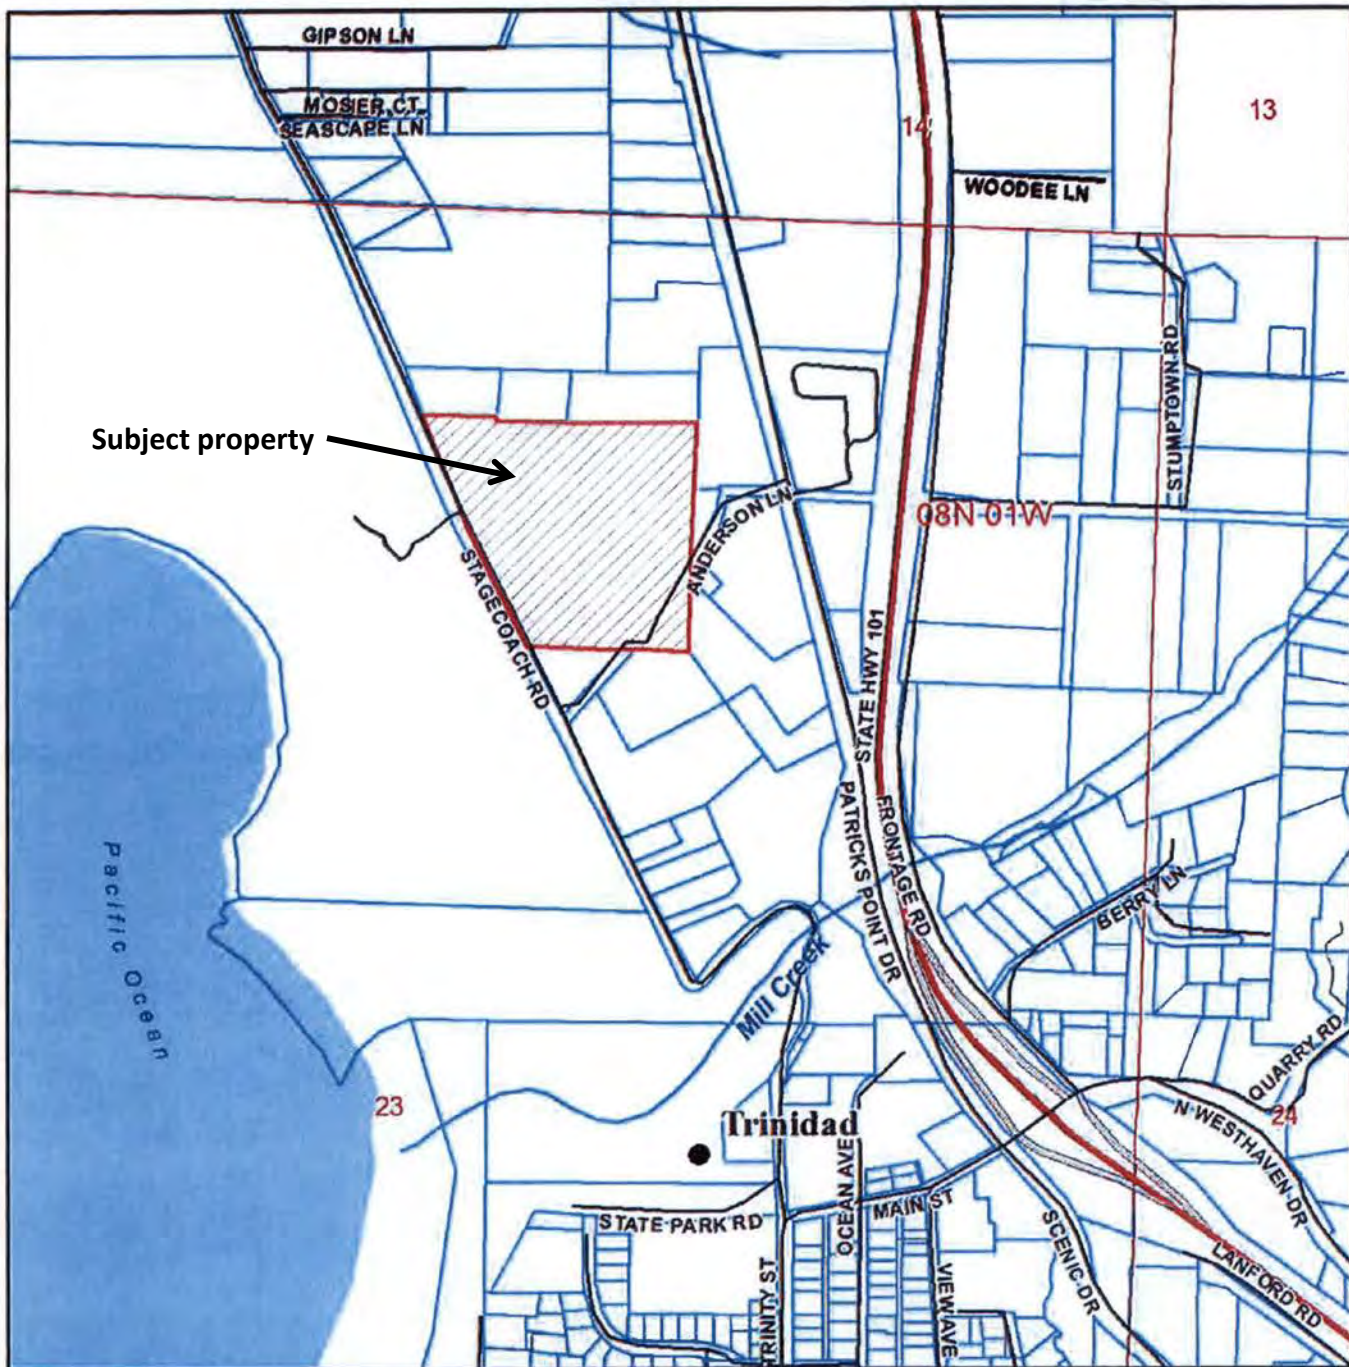 GIPSON LN
MOSIER CT
SEASCAPE LN
14
13
WOODEE LN
STUMPTOWN RD
Subject property
ANDERSON LN
08N 01W
STAGECOACH RD
STATE HWY 101
PATRICKS POINT DR
FRONTAGE RD
BERRY LN
Pacific Ocean
Mill Creek
QUARRY RD
23
24
N WESTHAVEN DR
Trinidad
OCEAN AVE
MAIN ST
STATE PARK RD
SCENIC DR
LANFORD RD
TRINITY ST
VIEW AVE